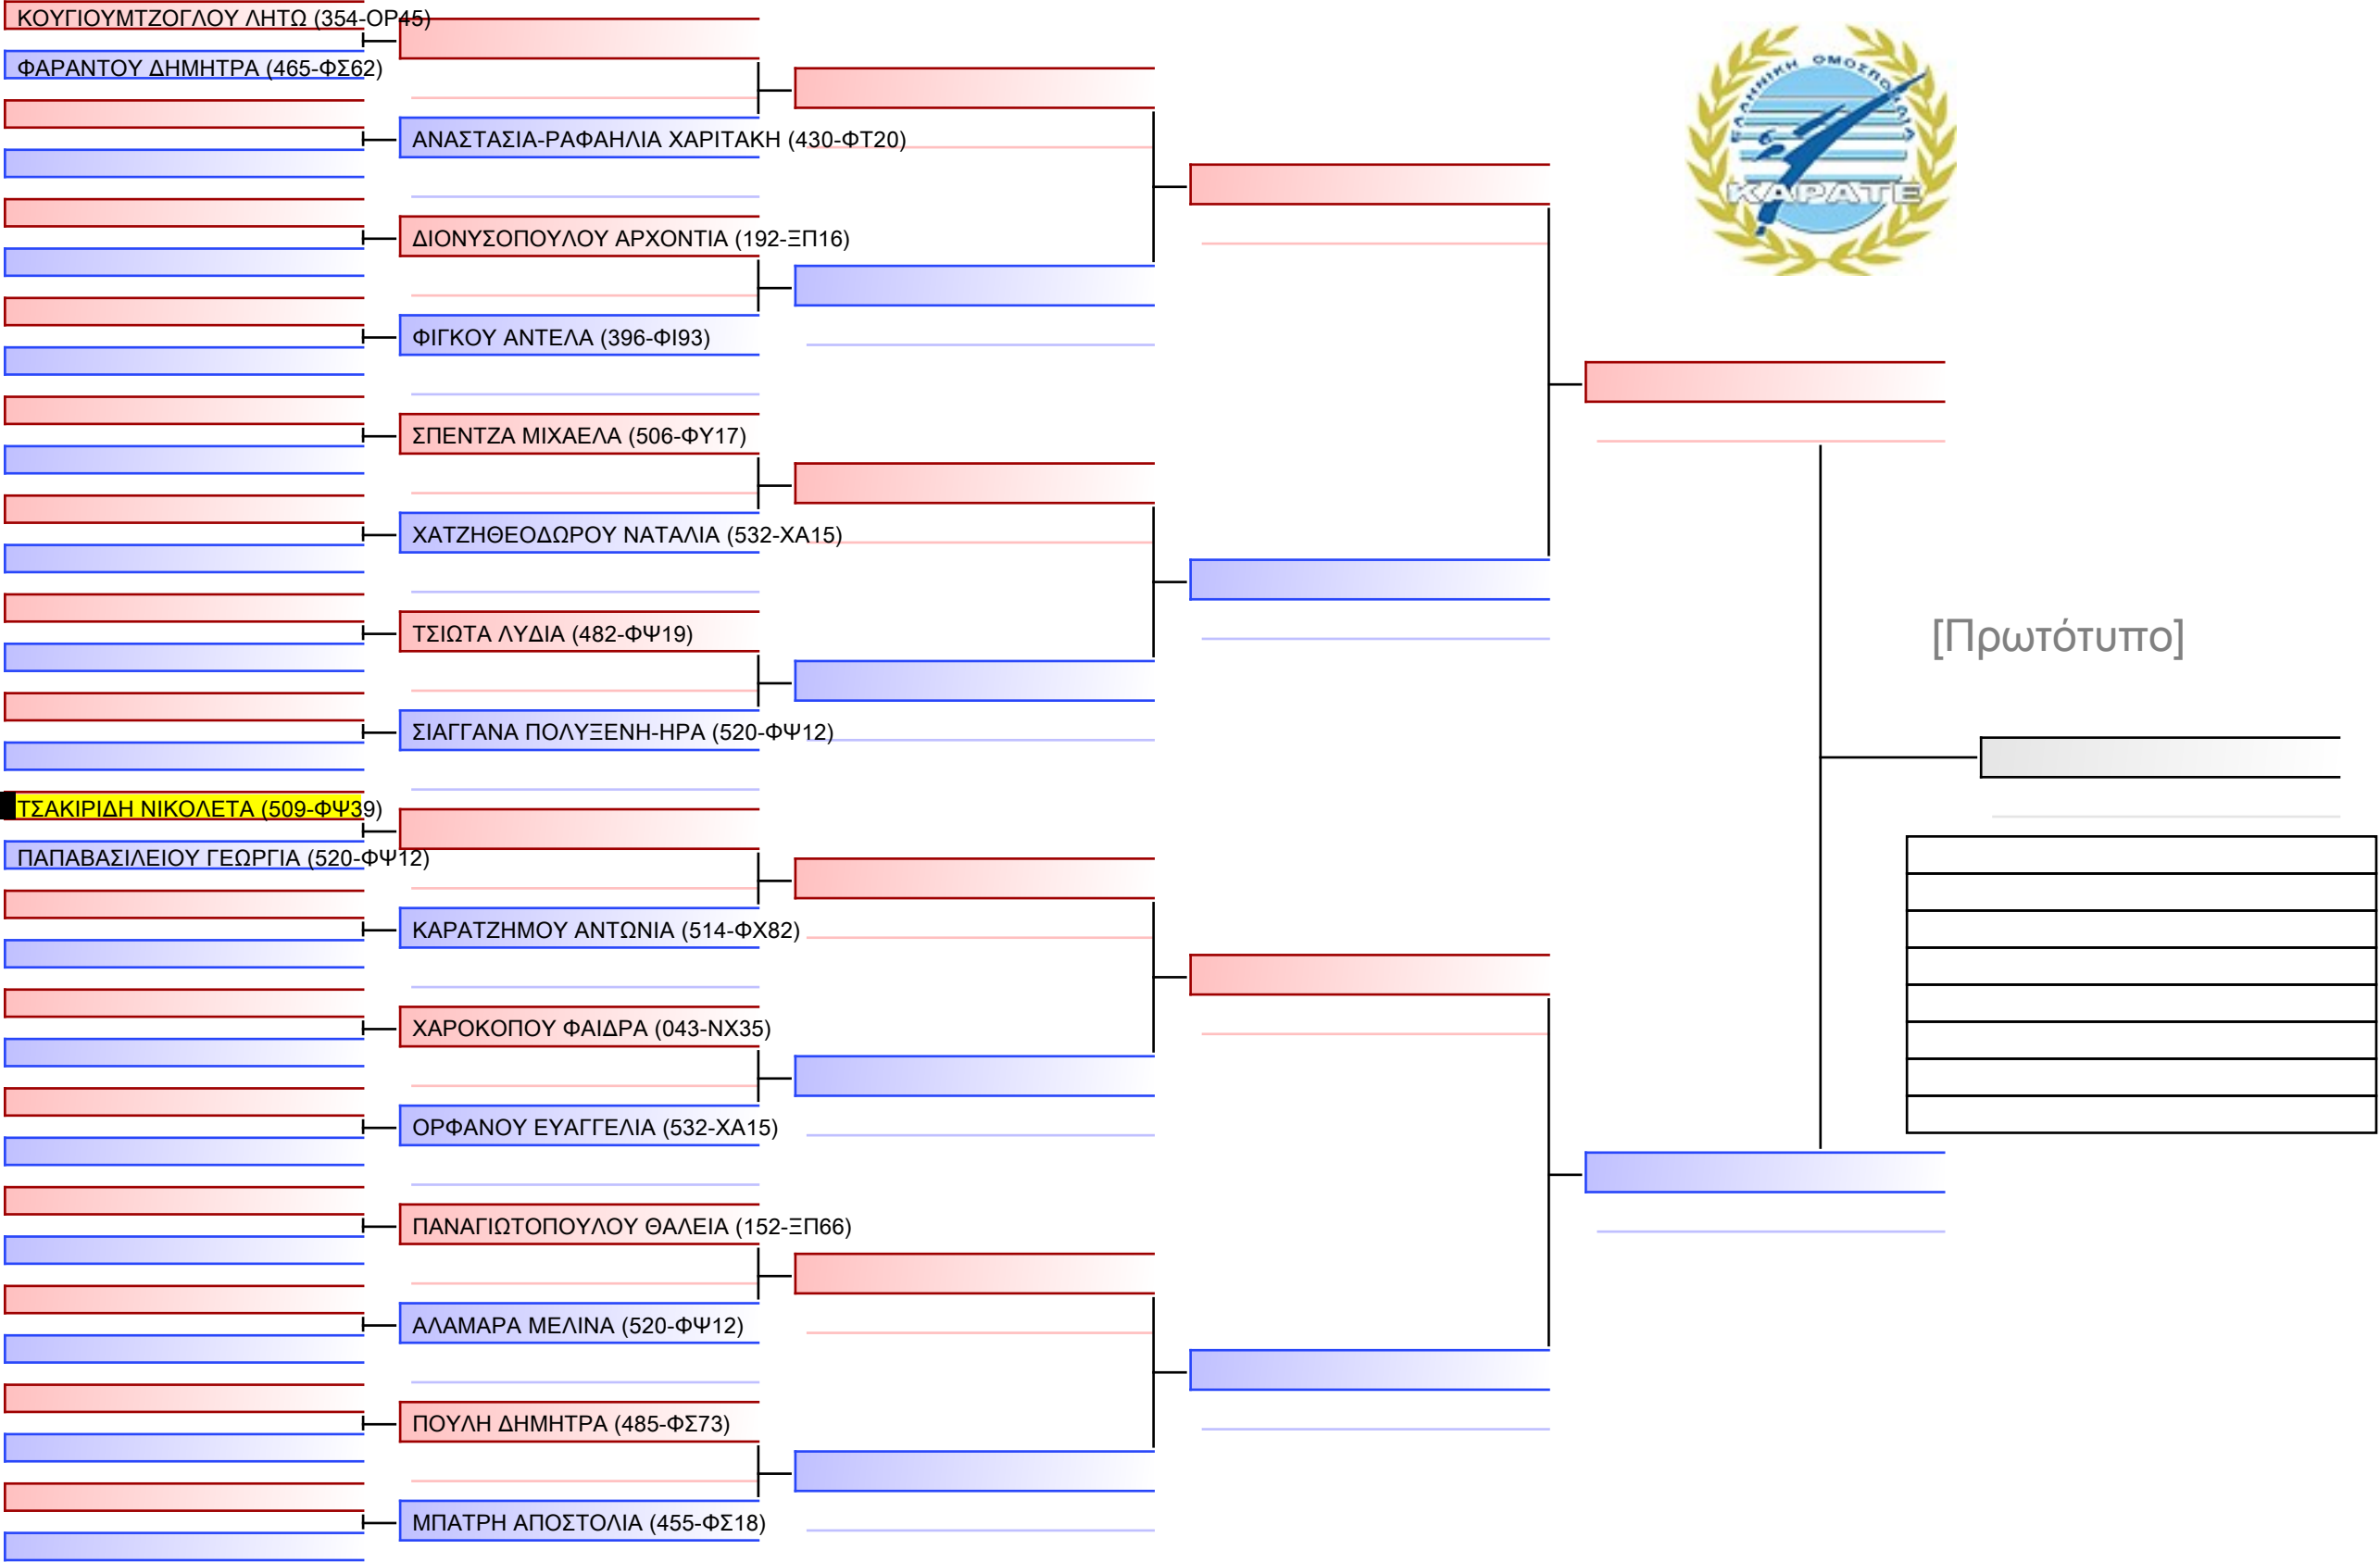 ΚΟΥΓΙΟΥΜΤΖΟΓΛΟΥ ΛΗΤΩ (354-ΟΡ45)
ΦΑΡΑΝΤΟΥ ΔΗΜΗΤΡΑ (465-ΦΣ62)
ΑΝΑΣΤΑΣΙΑ-ΡΑΦΑΗΛΙΑ ΧΑΡΙΤΑΚΗ (430-ΦΤ20)
ΔΙΟΝΥΣΟΠΟΥΛΟΥ ΑΡΧΟΝΤΙΑ (192-ΞΠ16)
ΦΙΓΚΟΥ ΑΝΤΕΛΑ (396-ΦΙ93)
ΣΠΕΝΤΖΑ ΜΙΧΑΕΛΑ (506-ΦΥ17)
ΧΑΤΖΗΘΕΟΔΩΡΟΥ ΝΑΤΑΛΙΑ (532-ΧΑ15)
ΤΣΙΩΤΑ ΛΥΔΙΑ (482-ΦΨ19)
ΣΙΑΓΓΑΝΑ ΠΟΛΥΞΕΝΗ-ΗΡΑ (520-ΦΨ12)
ΤΣΑΚΙΡΙΔΗ ΝΙΚΟΛΕΤΑ (509-ΦΨ39)
ΠΑΠΑΒΑΣΙΛΕΙΟΥ ΓΕΩΡΓΙΑ (520-ΦΨ12)
ΚΑΡΑΤΖΗΜΟΥ ΑΝΤΩΝΙΑ (514-ΦΧ82)
ΧΑΡΟΚΟΠΟΥ ΦΑΙΔΡΑ (043-ΝΧ35)
ΟΡΦΑΝΟΥ ΕΥΑΓΓΕΛΙΑ (532-ΧΑ15)
ΠΑΝΑΓΙΩΤΟΠΟΥΛΟΥ ΘΑΛΕΙΑ (152-ΞΠ66)
ΑΛΑΜΑΡΑ ΜΕΛΙΝΑ (520-ΦΨ12)
ΠΟΥΛΗ ΔΗΜΗΤΡΑ (485-ΦΣ73)
ΜΠΑΤΡΗ ΑΠΟΣΤΟΛΙΑ (455-ΦΣ18)
ΕΛΛΗΝΙΚΗ ΟΜΟΣΠΟΝΔΙΑ
ΚΑΡΑΤΕ
[Πρωτότυπο]